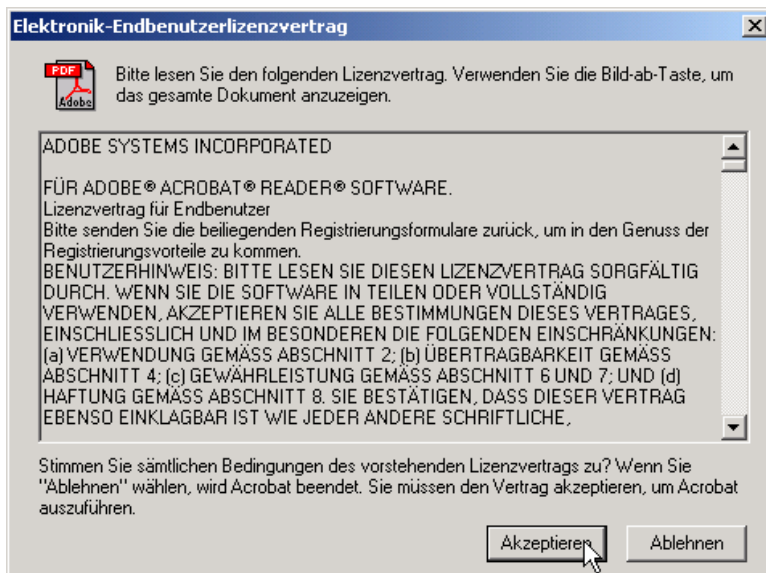 Elektronik-Endbenutzerlizenzvertrag
PDF
Adobe
Bitte lesen Sie den folgenden Lizenzvertrag. Verwenden Sie die Bild-ab-Taste, um
das gesamte Dokument anzuzeigen.
ADOBE SYSTEMS INCORPORATED
FÜR ADOBE® ACROBAT® READER® SOFTWARE.
Lizenzvertrag für Endbenutzer
Bitte senden Sie die beiliegenden Registrierungsformulare zurück, um in den Genuss der
Registrierungsvorteile zu kommen.
BENUTZERHINWEIS: BITTE LESEN SIE DIESEN LIZENZVERTRAG SORGFÄLTIG
DURCH. WENN SIE DIE SOFTWARE IN TEILEN ODER VOLLSTÄNDIG
VERWENDEN, AKZEPTIEREN SIE ALLE BESTIMMUNGEN DIESES VERTRAGES,
EINSCHLIESSLICH UND IM BESONDEREN DIE FOLGENDEN EINSCHRÄNKUNGEN:
(a) VERWENDUNG GEMÄSS ABSCHNITT 2; (b) ÜBERTRAGBARKEIT GEMÄSS
ABSCHNITT 4; (c) GEWÄHRLEISTUNG GEMÄSS ABSCHNITT 6 UND 7; UND (d)
HAFTUNG GEMÄSS ABSCHNITT 8. SIE BESTÄTIGEN, DASS DIESER VERTRAG
EBENSO EINKLAGBAR IST WIE JEDER ANDERE SCHRIFTLICHE,
Stimmen Sie sämtlichen Bedingungen des vorstehenden Lizenzvertrags zu? Wenn Sie
"Ablehnen" wählen, wird Acrobat beendet. Sie müssen den Vertrag akzeptieren, um Acrobat
auszuführen.
Akzeptieren
Ablehnen